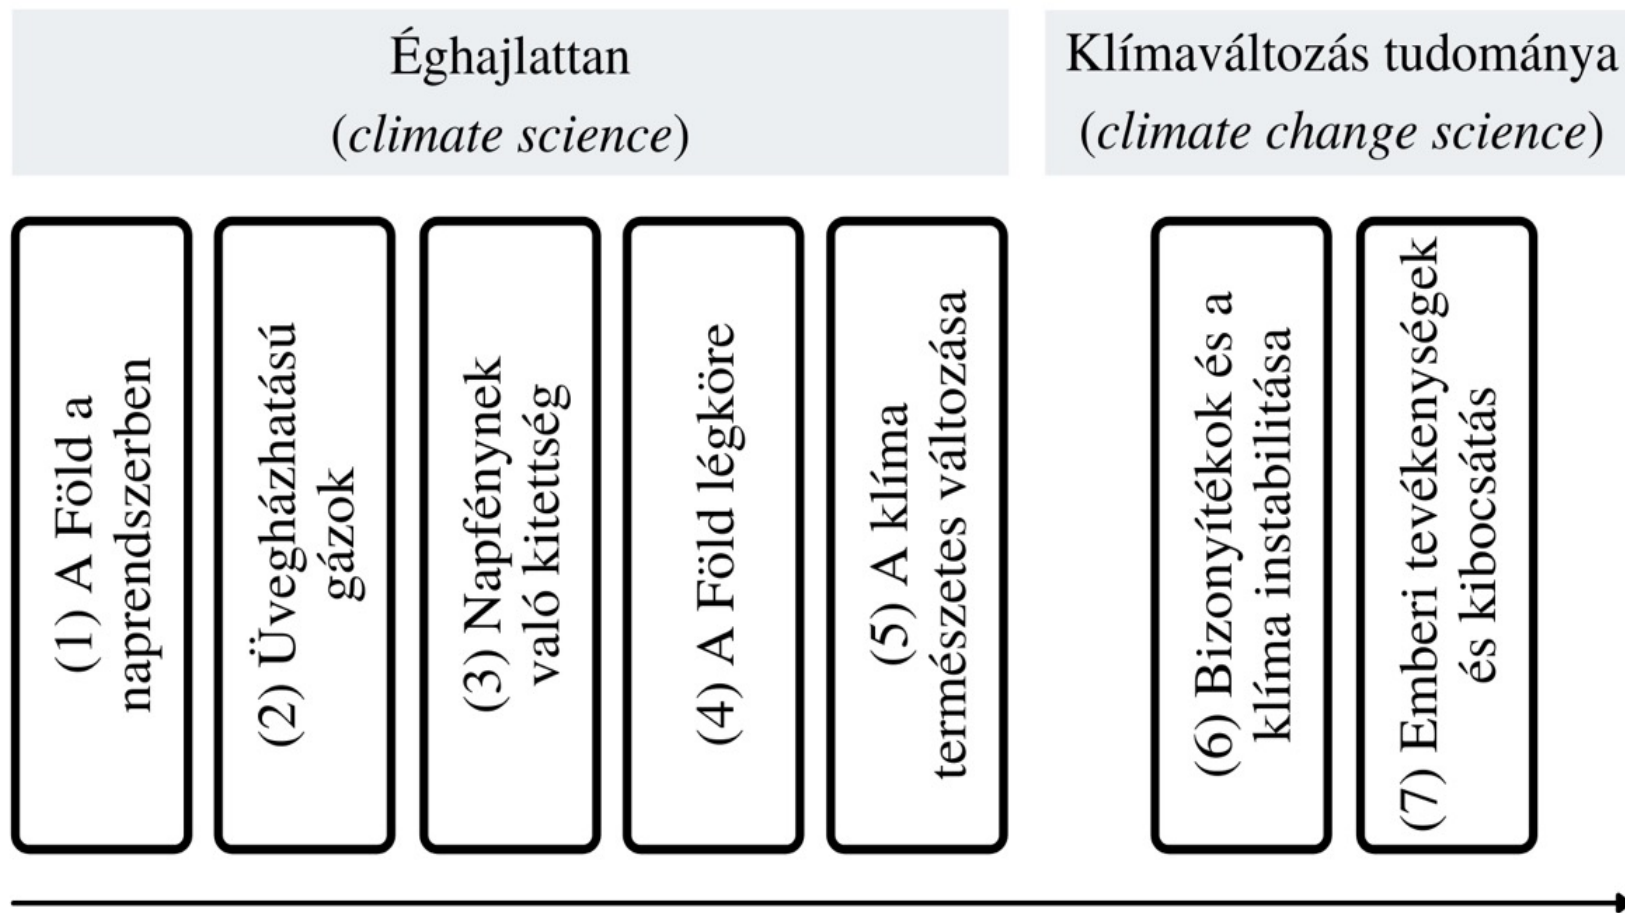 Éghajlattan
(climate science)
Klímaváltozás tudománya
(climate change science)
(1) A Föld a
naprendszerben
(2) Üvegházhatású
gázok
(3) Napfénynek
való kitettség
(4) A Föld légköre
(5) A klíma
természetes változása
(6) Bizonyítékok és a
klíma instabilitása
(7) Emberi tevékenységek
és kibocsátás